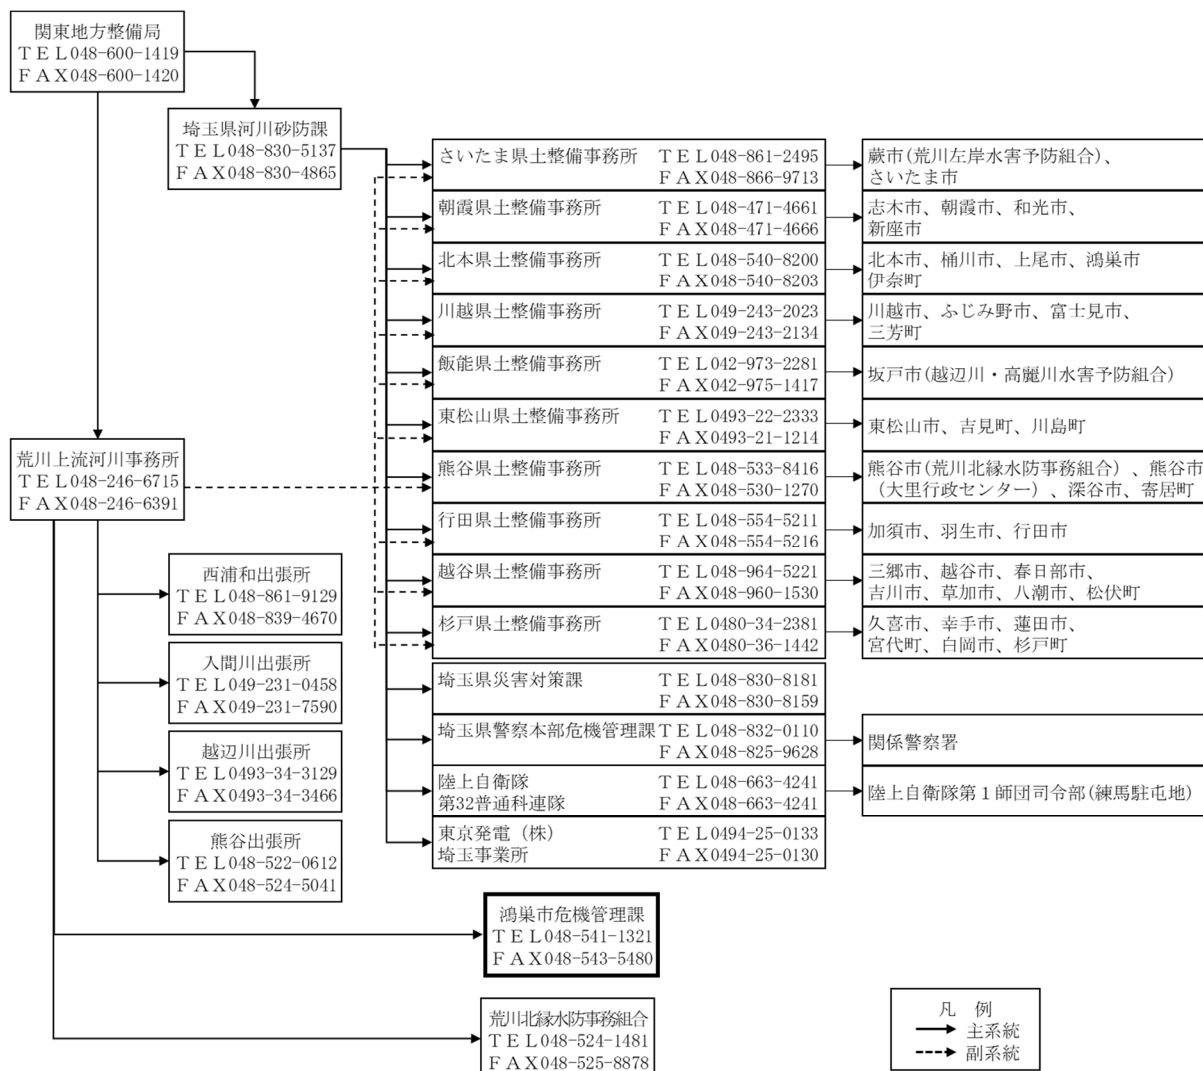 関東地方整備局
ＴＥＬ048-600-1419
ＦＡＸ048-600-1420
埼玉県河川砂防課
ＴＥＬ048-830-5137
ＦＡＸ048-830-4865
さいたま県土整備事務所 ＴＥＬ048-861-2495
ＦＡＸ048-866-9713
蕨市(荒川左岸水害予防組合)、
さいたま市
朝霞県土整備事務所 ＴＥＬ048-471-4661
ＦＡＸ048-471-4666
志木市、朝霞市、和光市、
新座市
北本県土整備事務所 ＴＥＬ048-540-8200
ＦＡＸ048-540-8203
北本市、桶川市、上尾市、鴻巣市
伊奈町
川越県土整備事務所 ＴＥＬ049-243-2023
ＦＡＸ049-243-2134
川越市、ふじみ野市、富士見市、
三芳町
飯能県土整備事務所 ＴＥＬ042-973-2281
ＦＡＸ042-975-1417
坂戸市(越辺川・高麗川水害予防組合)
東松山県土整備事務所 ＴＥＬ0493-22-2333
ＦＡＸ0493-21-1214
東松山市、吉見町、川島町
熊谷県土整備事務所 ＴＥＬ048-533-8416
ＦＡＸ048-530-1270
熊谷市(荒川北縁水防事務組合)、熊谷市
(大里行政センター)、深谷市、寄居町
行田県土整備事務所 ＴＥＬ048-554-5211
ＦＡＸ048-554-5216
加須市、羽生市、行田市
越谷県土整備事務所 ＴＥＬ048-964-5221
ＦＡＸ048-960-1530
三郷市、越谷市、春日部市、
吉川市、草加市、八潮市、松伏町
杉戸県土整備事務所 ＴＥＬ0480-34-2381
ＦＡＸ0480-36-1442
久喜市、幸手市、蓮田市、
宮代町、白岡市、杉戸町
埼玉県災害対策課 ＴＥＬ048-830-8181
ＦＡＸ048-830-8159
埼玉県警察本部危機管理課 ＴＥＬ048-832-0110
ＦＡＸ048-825-9628
関係警察署
陸上自衛隊 ＴＥＬ048-663-4241
第32普通科連隊 ＦＡＸ048-663-4241
陸上自衛隊第１師団司令部(練馬駐屯地)
東京発電（株） ＴＥＬ0494-25-0133
埼玉事業所 ＦＡＸ0494-25-0130
荒川上流河川事務所
ＴＥＬ048-246-6715
ＦＡＸ048-246-6391
西浦和出張所
ＴＥＬ048-861-9129
ＦＡＸ048-839-4670
入間川出張所
ＴＥＬ049-231-0458
ＦＡＸ049-231-7590
越辺川出張所
ＴＥＬ0493-34-3129
ＦＡＸ0493-34-3466
熊谷出張所
ＴＥＬ048-522-0612
ＦＡＸ048-524-5041
鴻巣市危機管理課
ＴＥＬ048-541-1321
ＦＡＸ048-543-5480
荒川北縁水防事務組合
ＴＥＬ048-524-1481
ＦＡＸ048-525-8878
凡 例
主系統
副系統